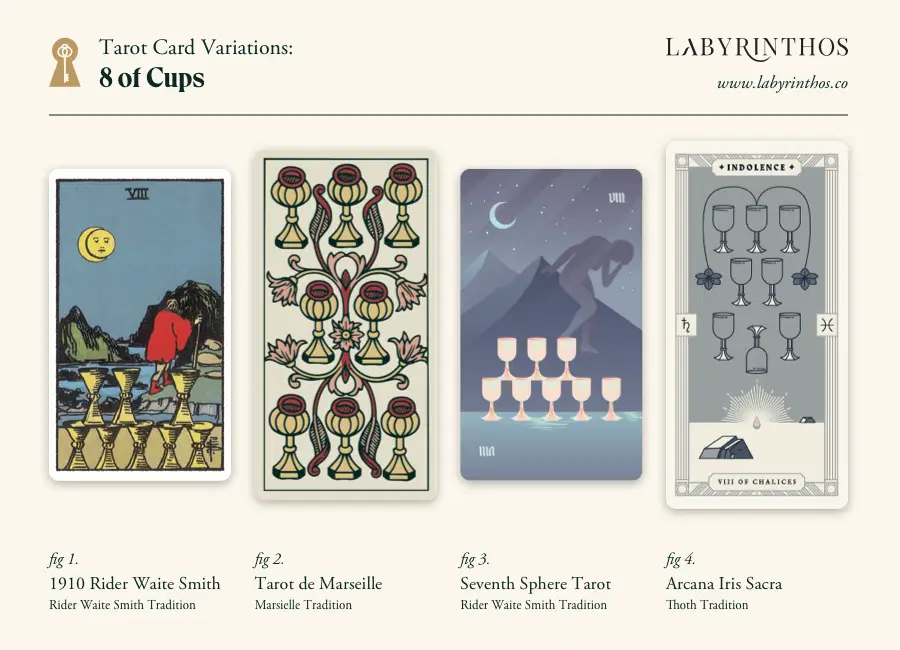 Tarot Card Variations:
8 of Cups
LABYRINTHOS
www.labyrinthos.co
VIII
VIII
VIII
INDOLENCE
♄
♓
VIII OF CHALICES
fig 1.
1910 Rider Waite Smith
Rider Waite Smith Tradition
fig 2.
Tarot de Marseille
Marsielle Tradition
fig 3.
Seventh Sphere Tarot
Rider Waite Smith Tradition
fig 4.
Arcana Iris Sacra
Thoth Tradition